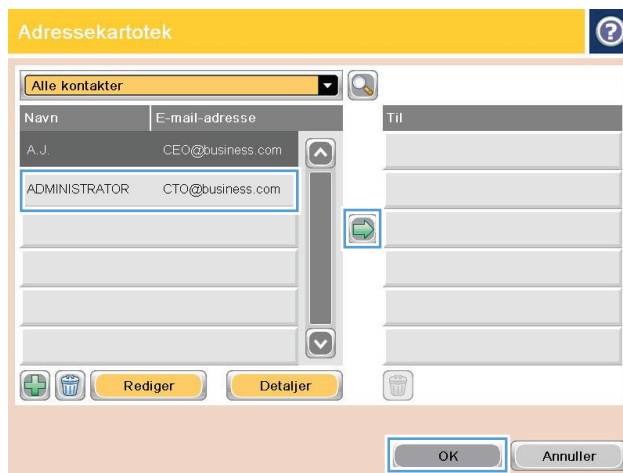 Adressekartotek
Alle kontakter
Navn E-mail-adresse Til
A.J. CEO@business.com
ADMINISTRATOR CTO@business.com
Rediger Detaljer
OK Annuller